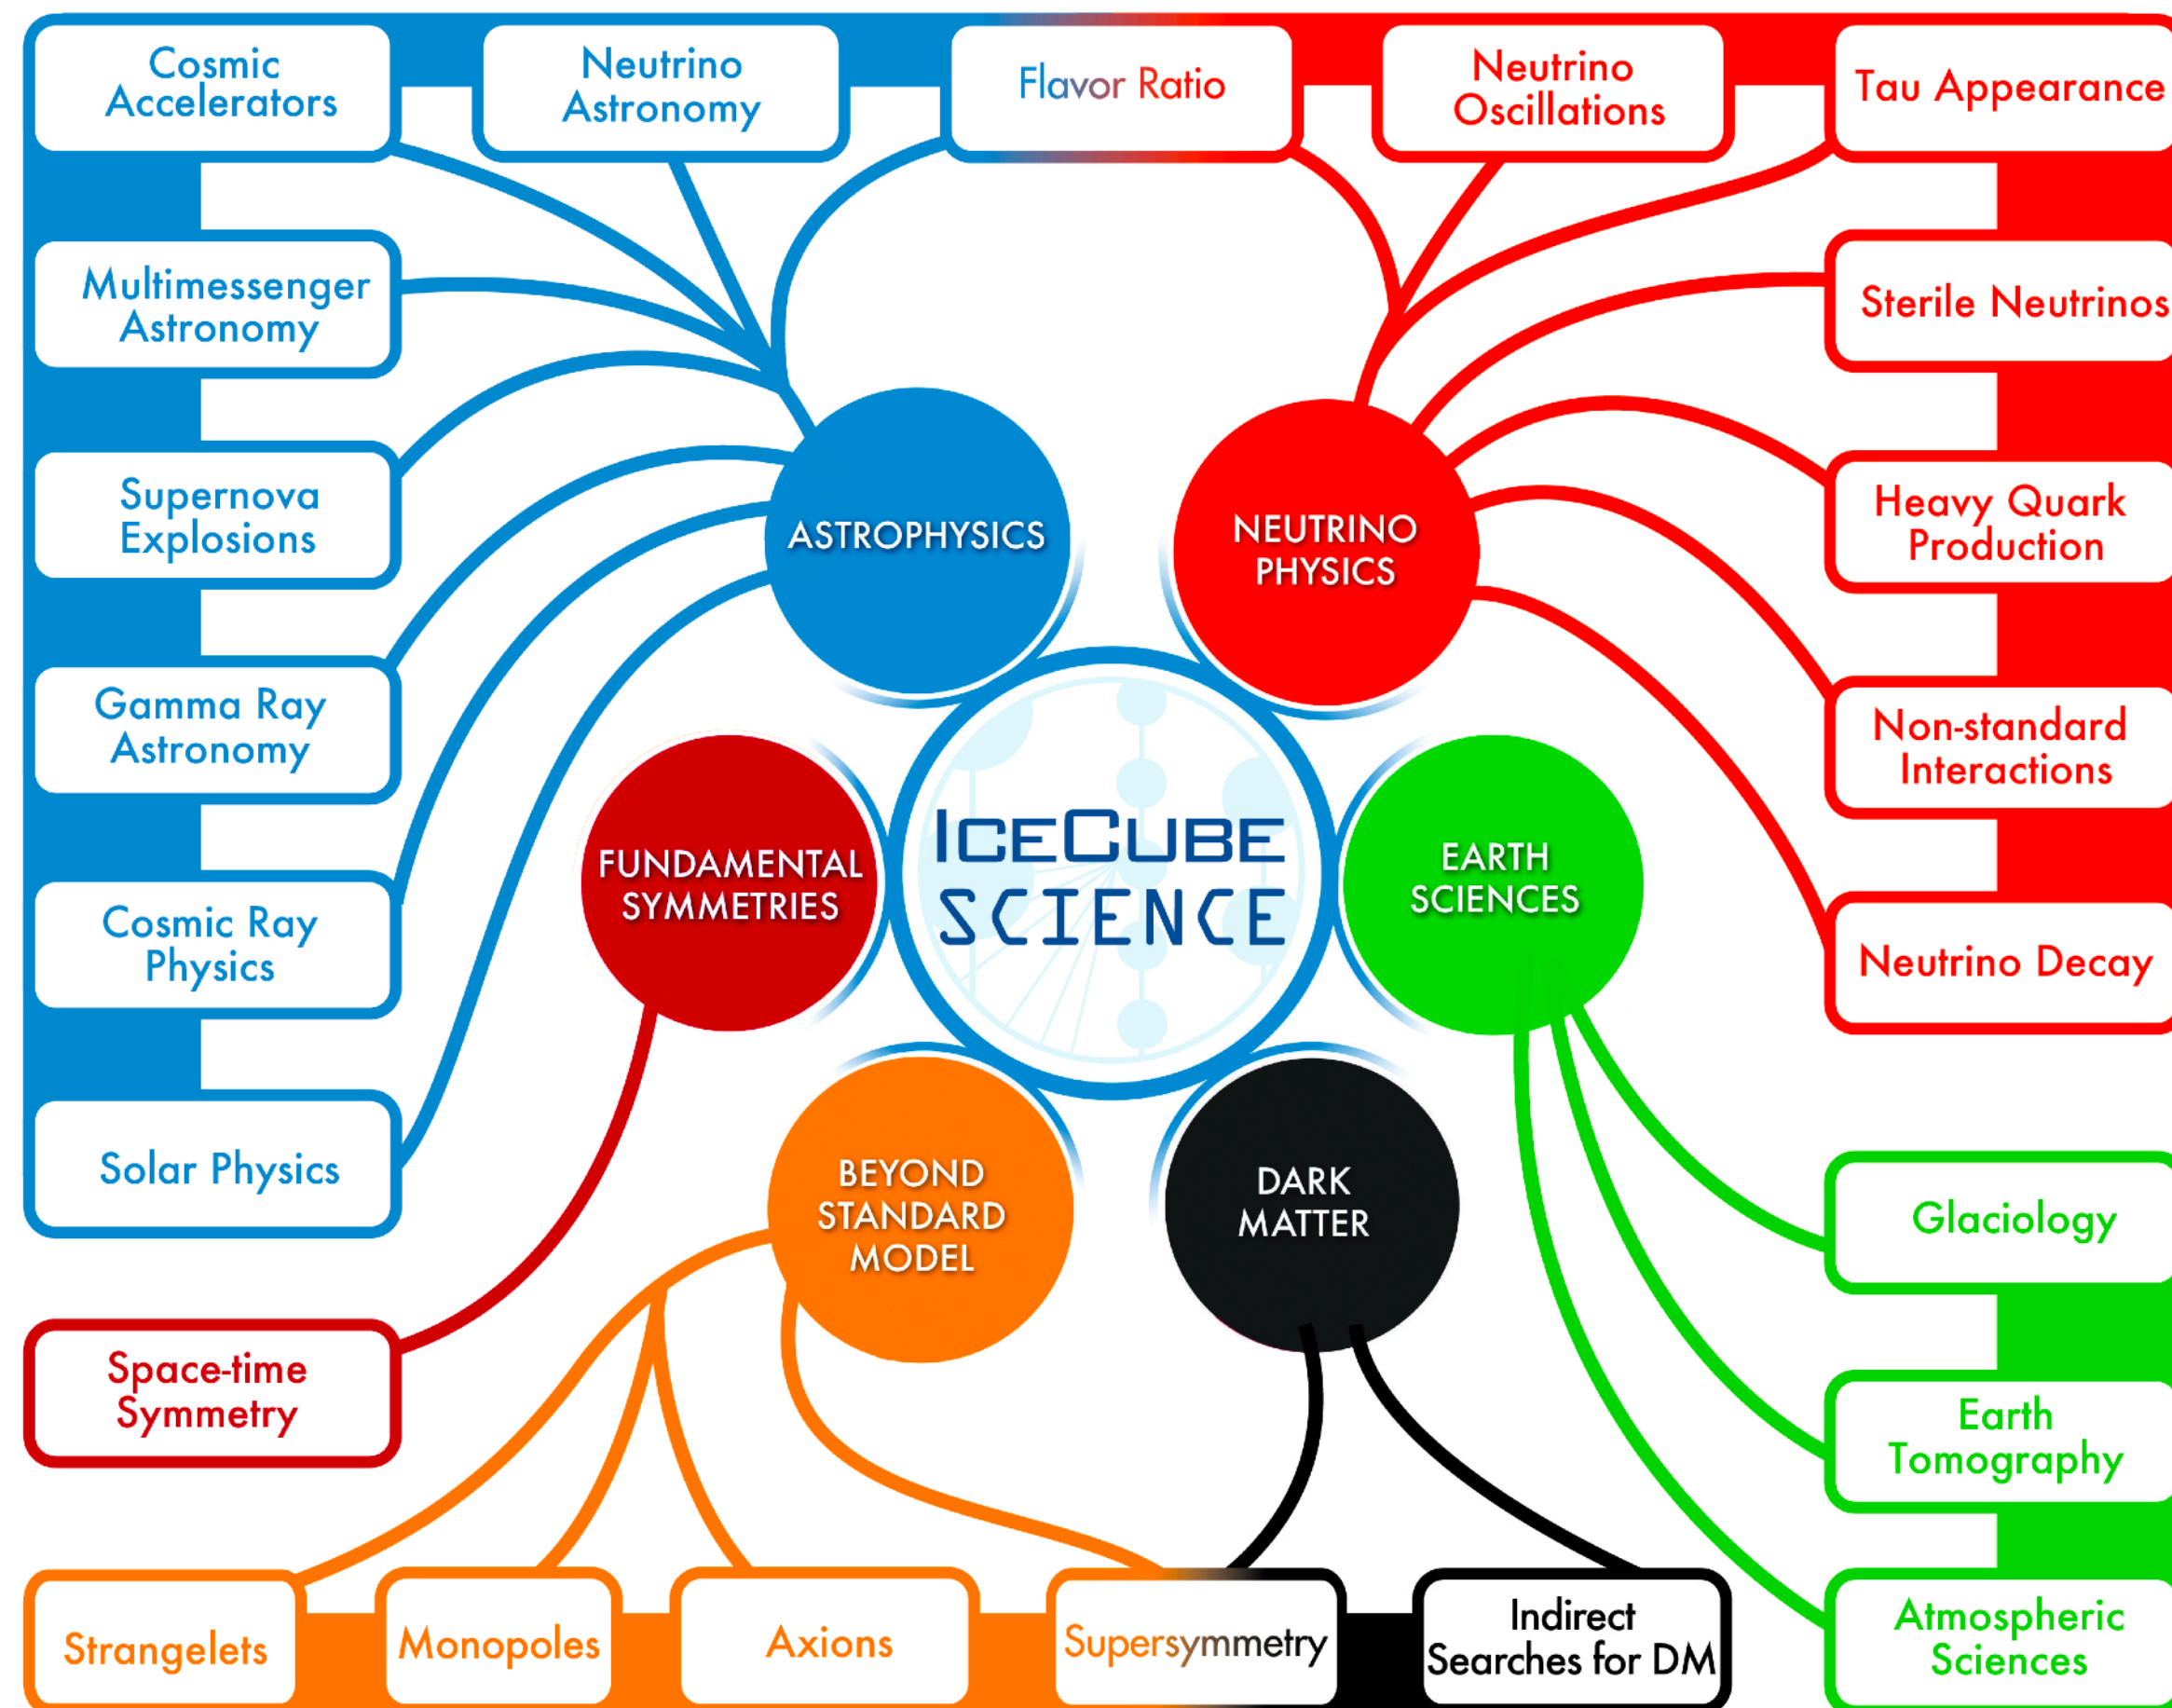 Cosmic
Accelerators
Neutrino
Astronomy
Flavor Ratio
Neutrino
Oscillations
Tau Appearance
Multimessenger
Astronomy
Sterile Neutrinos
Supernova
Explosions
ASTROPHYSICS
NEUTRINO
PHYSICS
Heavy Quark
Production
Gamma Ray
Astronomy
Non-standard
Interactions
FUNDAMENTAL
SYMMETRIES
ICECUBE
SCIENCE
EARTH
SCIENCES
Cosmic Ray
Physics
Neutrino Decay
Solar Physics
BEYOND
STANDARD
MODEL
DARK
MATTER
Glaciology
Space-time
Symmetry
Earth
Tomography
Strangelets
Monopoles
Axions
Supersymmetry
Indirect
Searches for DM
Atmospheric
Sciences